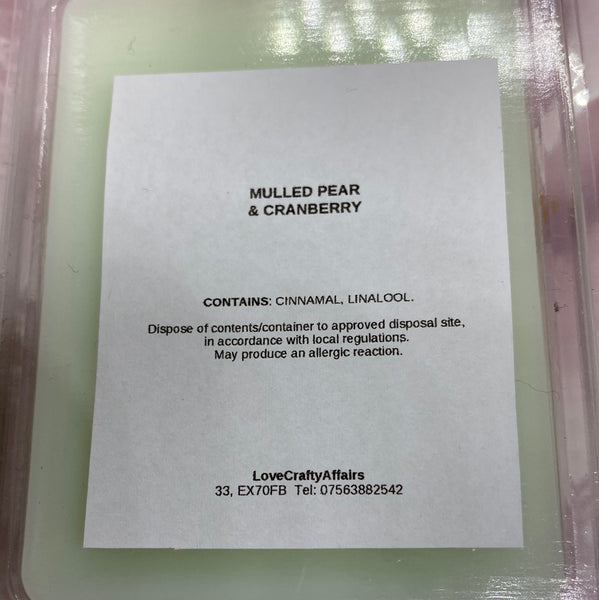 MULLED PEAR
& CRANBERRY
CONTAINS: CINNAMAL, LINALOOL.
Dispose of contents/container to approved disposal site,
in accordance with local regulations.
May produce an allergic reaction.
LoveCraftyAffairs
33, EX70FB Tel: 07563882542